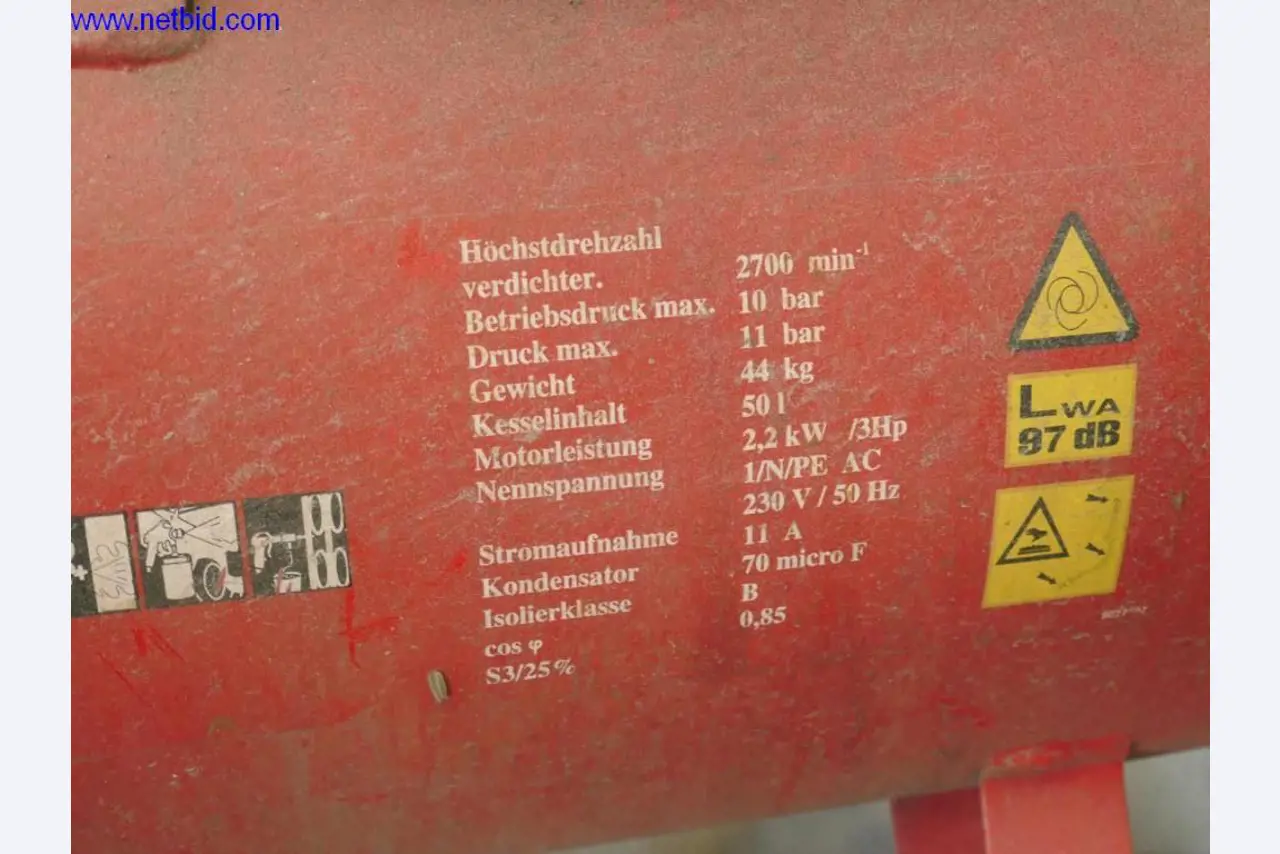 www.netbid.com
Höchstdrehzahl
verdichter. 2700 min⁻¹
Betriebsdruck max. 10 bar
Druck max. 11 bar
Gewicht 44 kg
Kesselinhalt 50 l
Motorleistung 2,2 kW /3Hp
Nennspannung 1/N/PE AC
230 V / 50 Hz
Stromaufnahme 11 A
Kondensator 70 micro F
Isolierklasse B
cos φ 0,85
S3/25%
LWA
97 dB